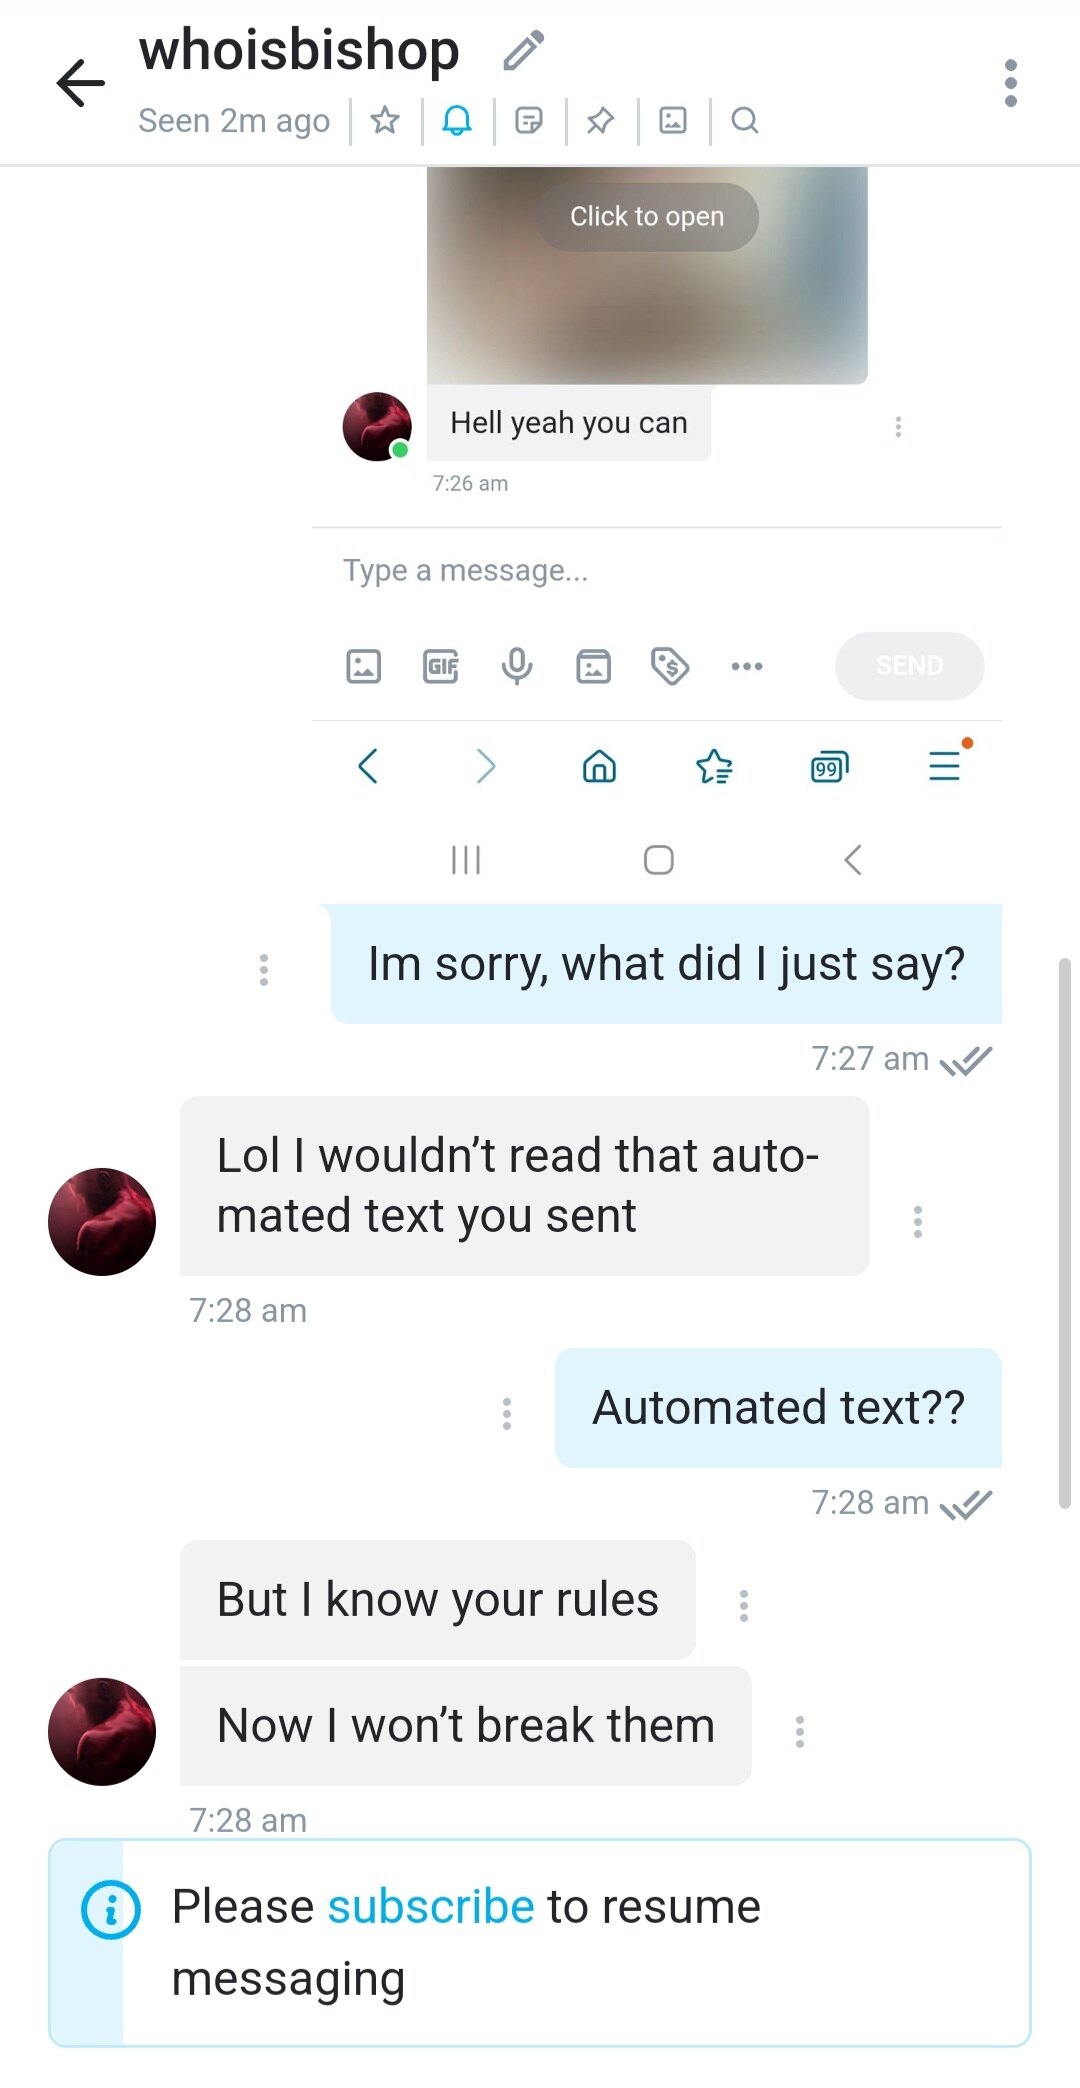 whoisbishop
Seen 2m ago
Click to open
Hell yeah you can
7:26 am
Type a message...
GIF
SEND
99
Im sorry, what did I just say?
7:27 am
Lol I wouldn’t read that auto-
mated text you sent
7:28 am
Automated text??
7:28 am
But I know your rules
Now I won’t break them
7:28 am
Please subscribe to resume
messaging